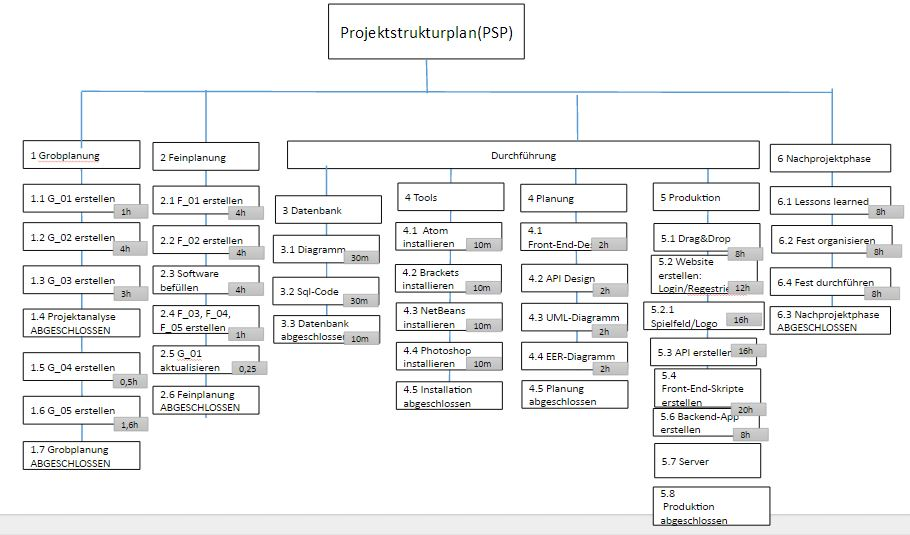 Projektstrukturplan(PSP)
1 Grobplanung
1.1 G_01 erstellen
1h
1.2 G_02 erstellen
4h
1.3 G_03 erstellen
3h
1.4 Projektanalyse
ABGESCHLOSSEN
1.5 G_04 erstellen
0,5h
1.6 G_05 erstellen
1,6h
1.7 Grobplanung
ABGESCHLOSSEN
2 Feinplanung
2.1 F_01 erstellen
4h
2.2 F_02 erstellen
4h
2.3 Software
befüllen
4h
2.4 F_03, F_04,
F_05 erstellen
1h
2.5 G_01
aktualisieren
0,25
2.6 Feinplanung
ABGESCHLOSSEN
Durchführung
3 Datenbank
3.1 Diagramm
30m
3.2 Sql-Code
30m
3.3 Datenbank
abgeschlossen
10m
4 Tools
4.1 Atom
installieren
10m
4.2 Brackets
installieren
10m
4.3 NetBeans
installieren
10m
4.4 Photoshop
installieren
10m
4.5 Installation
abgeschlossen
4 Planung
4.1
Front-End-Des
2h
4.2 API Design
2h
4.3 UML-Diagramm
2h
4.4 EER-Diagramm
2h
4.5 Planung
abgeschlossen
5 Produktion
5.1 Drag&Drop
8h
5.2 Website
erstellen:
Login/Regestrie
12h
5.2.1
Spielfeld/Logo
16h
5.3 API erstellen
16h
5.4
Front-End-Skripte
erstellen
20h
5.6 Backend-App
erstellen
8h
5.7 Server
5.8
Produktion
abgeschlossen
6 Nachprojektphase
6.1 Lessons learned
8h
6.2 Fest organisieren
8h
6.4 Fest durchführen
8h
6.3 Nachprojektphase
ABGESCHLOSSEN